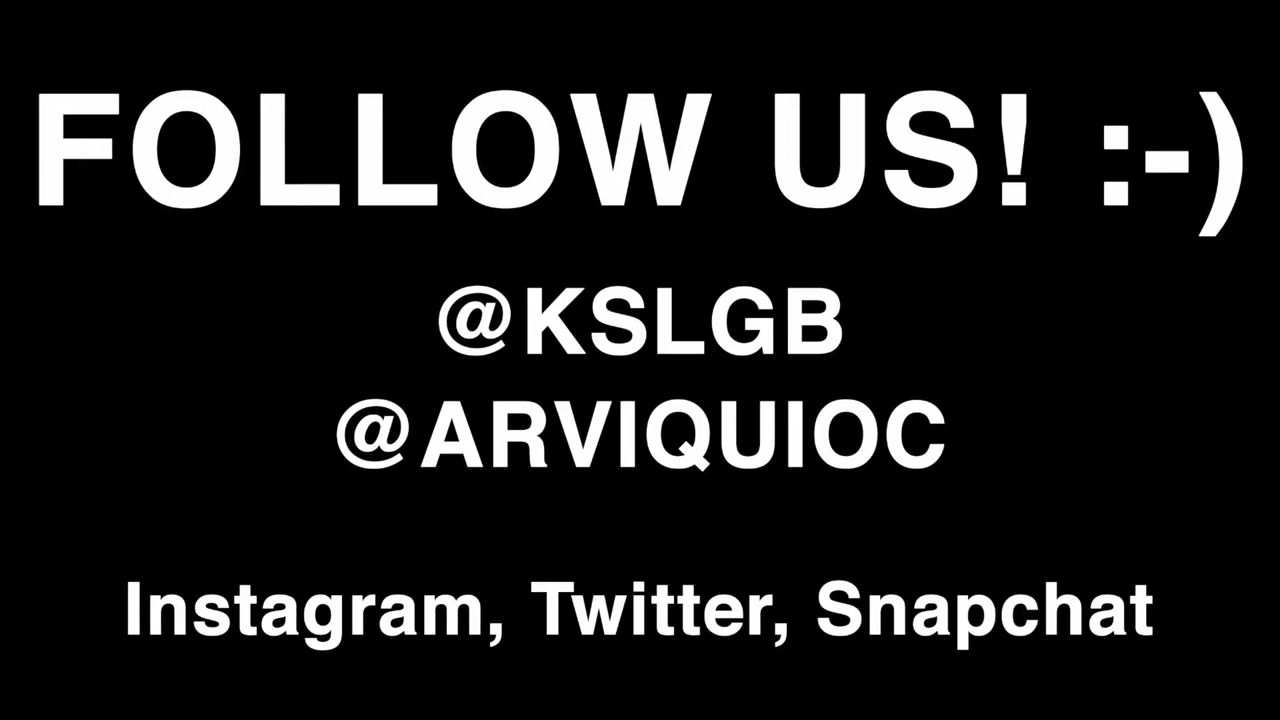 FOLLOW US! :-)
@KSLGB
@ARVIQUIOC
Instagram, Twitter, Snapchat